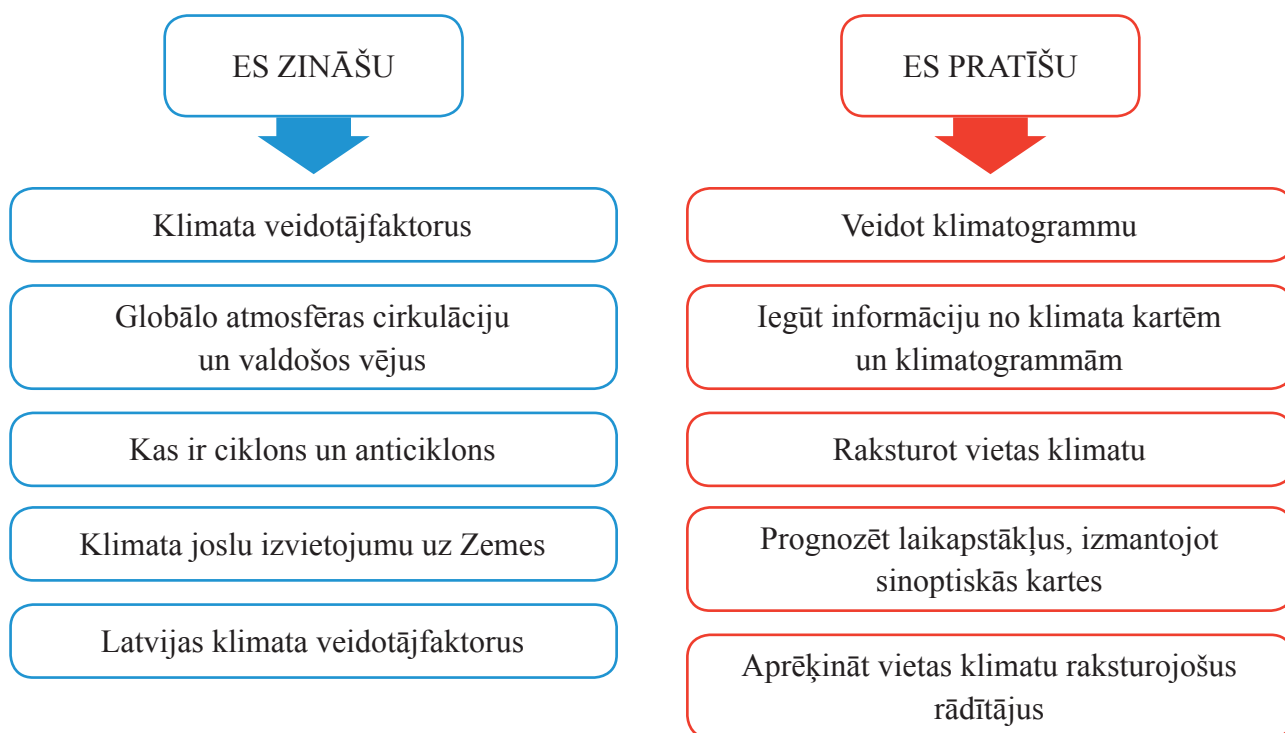 ES ZINĀŠU
Klimata veidotājfaktorus
Globālo atmosfēras cirkulāciju
un valdošos vējus
Kas ir ciklons un anticiklons
Klimata joslu izvietojumu uz Zemes
Latvijas klimata veidotājfaktorus
ES PRATĪŠU
Veidot klimatogrammu
Iegūt informāciju no klimata kartēm
un klimatogrammām
Raksturot vietas klimatu
Prognozēt laikapstākļus, izmantojot
sinoptiskās kartes
Aprēķināt vietas klimatu raksturojošus
rādītājus